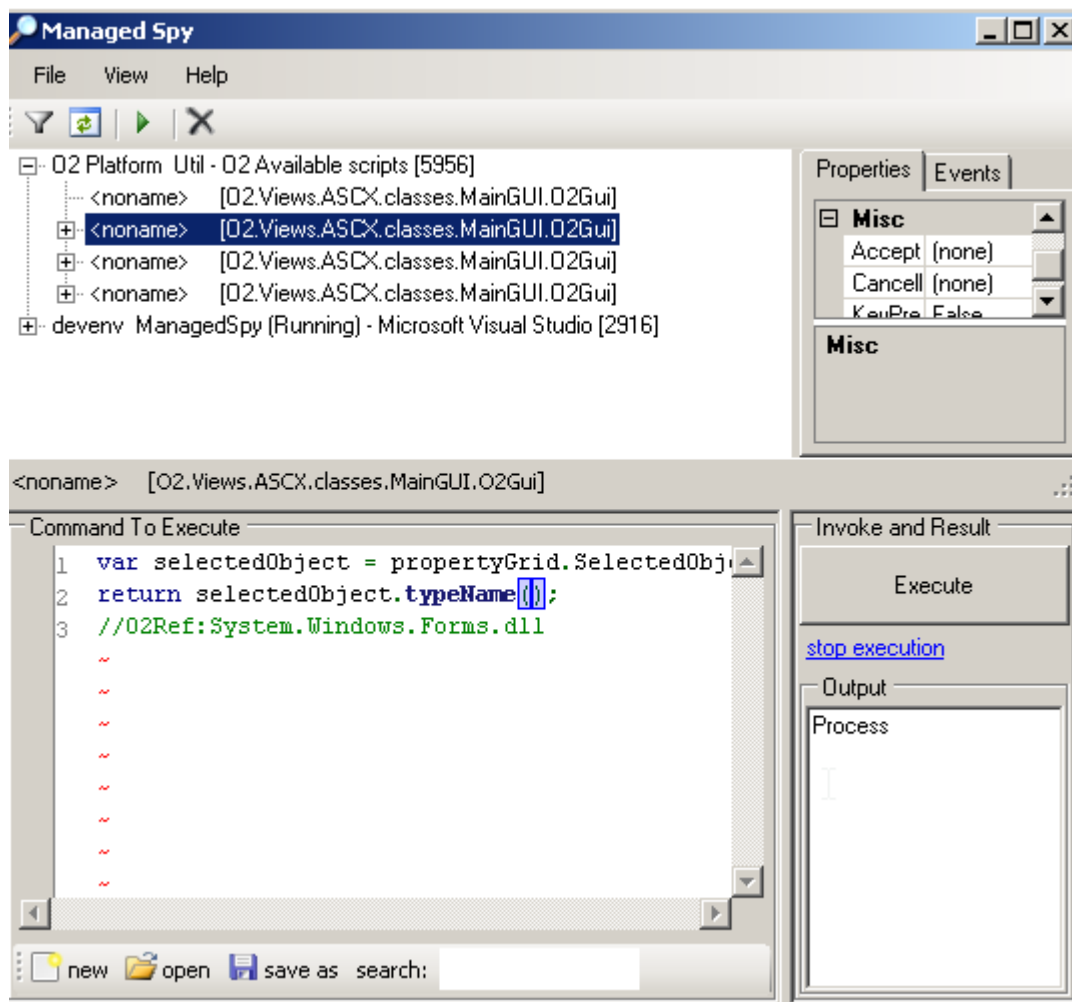 Managed Spy
File View Help
O2 Platform Util - O2 Available scripts [5956]
<noname> [O2.Views.ASCX.classes.MainGUI.O2Gui]
<noname> [O2.Views.ASCX.classes.MainGUI.O2Gui]
<noname> [O2.Views.ASCX.classes.MainGUI.O2Gui]
<noname> [O2.Views.ASCX.classes.MainGUI.O2Gui]
devenv ManagedSpy (Running) - Microsoft Visual Studio [2916]
Properties Events
Misc
Accept (none)
Cancell (none)
KeyPre False
Misc
<noname> [O2.Views.ASCX.classes.MainGUI.O2Gui]
Command To Execute
1 var selectedObject = propertyGrid.SelectedObj
2 return selectedObject.typeName();
3 //O2Ref:System.Windows.Forms.dll
~
~
~
~
~
~
~
~
new open save as search:
Invoke and Result
Execute
stop execution
Output
Process